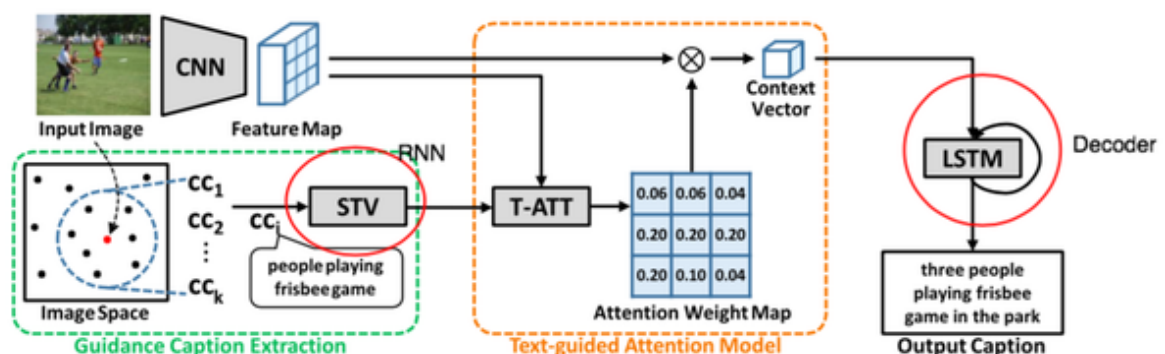 CNN
Input Image
Feature Map
Context
Vector
RNN
Decoder
LSTM
CC1
CC2
⋮
CCk
CCi
STV
T-ATT
people playing
frisbee game
0.06 0.06 0.04
0.20 0.20 0.20
0.20 0.10 0.04
three people
playing frisbee
game in the park
Image Space
Attention Weight Map
Guidance Caption Extraction
Text-guided Attention Model
Output Caption